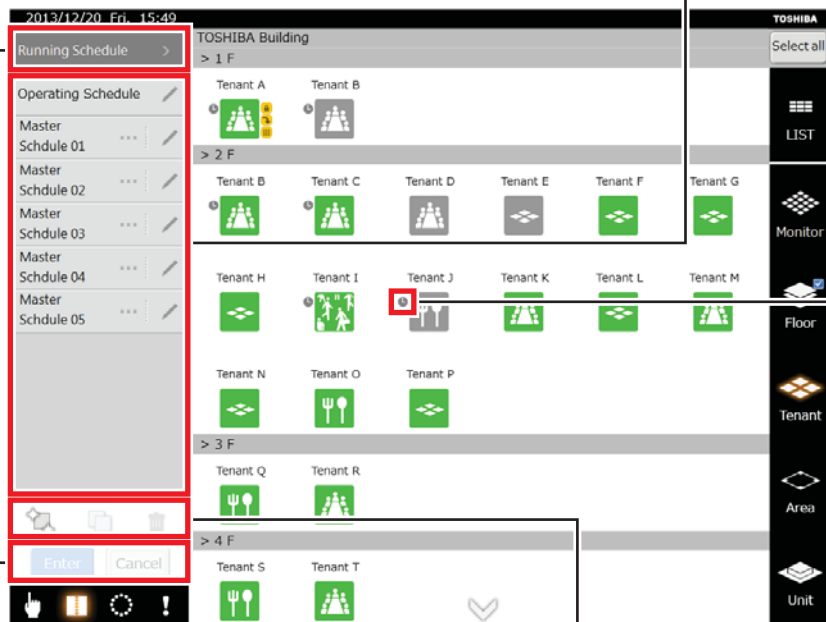 2013/12/20 Fri. 15:49
TOSHIBA
Running Schedule >
TOSHIBA Building
Select all
> 1 F
Operating Schedule
Tenant A Tenant B
Master
Schdule 01
LIST
> 2 F
Master
Schdule 02
Tenant B Tenant C Tenant D Tenant E Tenant F Tenant G
Master
Schdule 03
Monitor
Master
Schdule 04
Tenant H Tenant I Tenant J Tenant K Tenant L Tenant M
Master
Schdule 05
Floor
Tenant N Tenant O Tenant P
Tenant
> 3 F
Tenant Q Tenant R
Area
> 4 F
Enter Cancel
Tenant S Tenant T
Unit